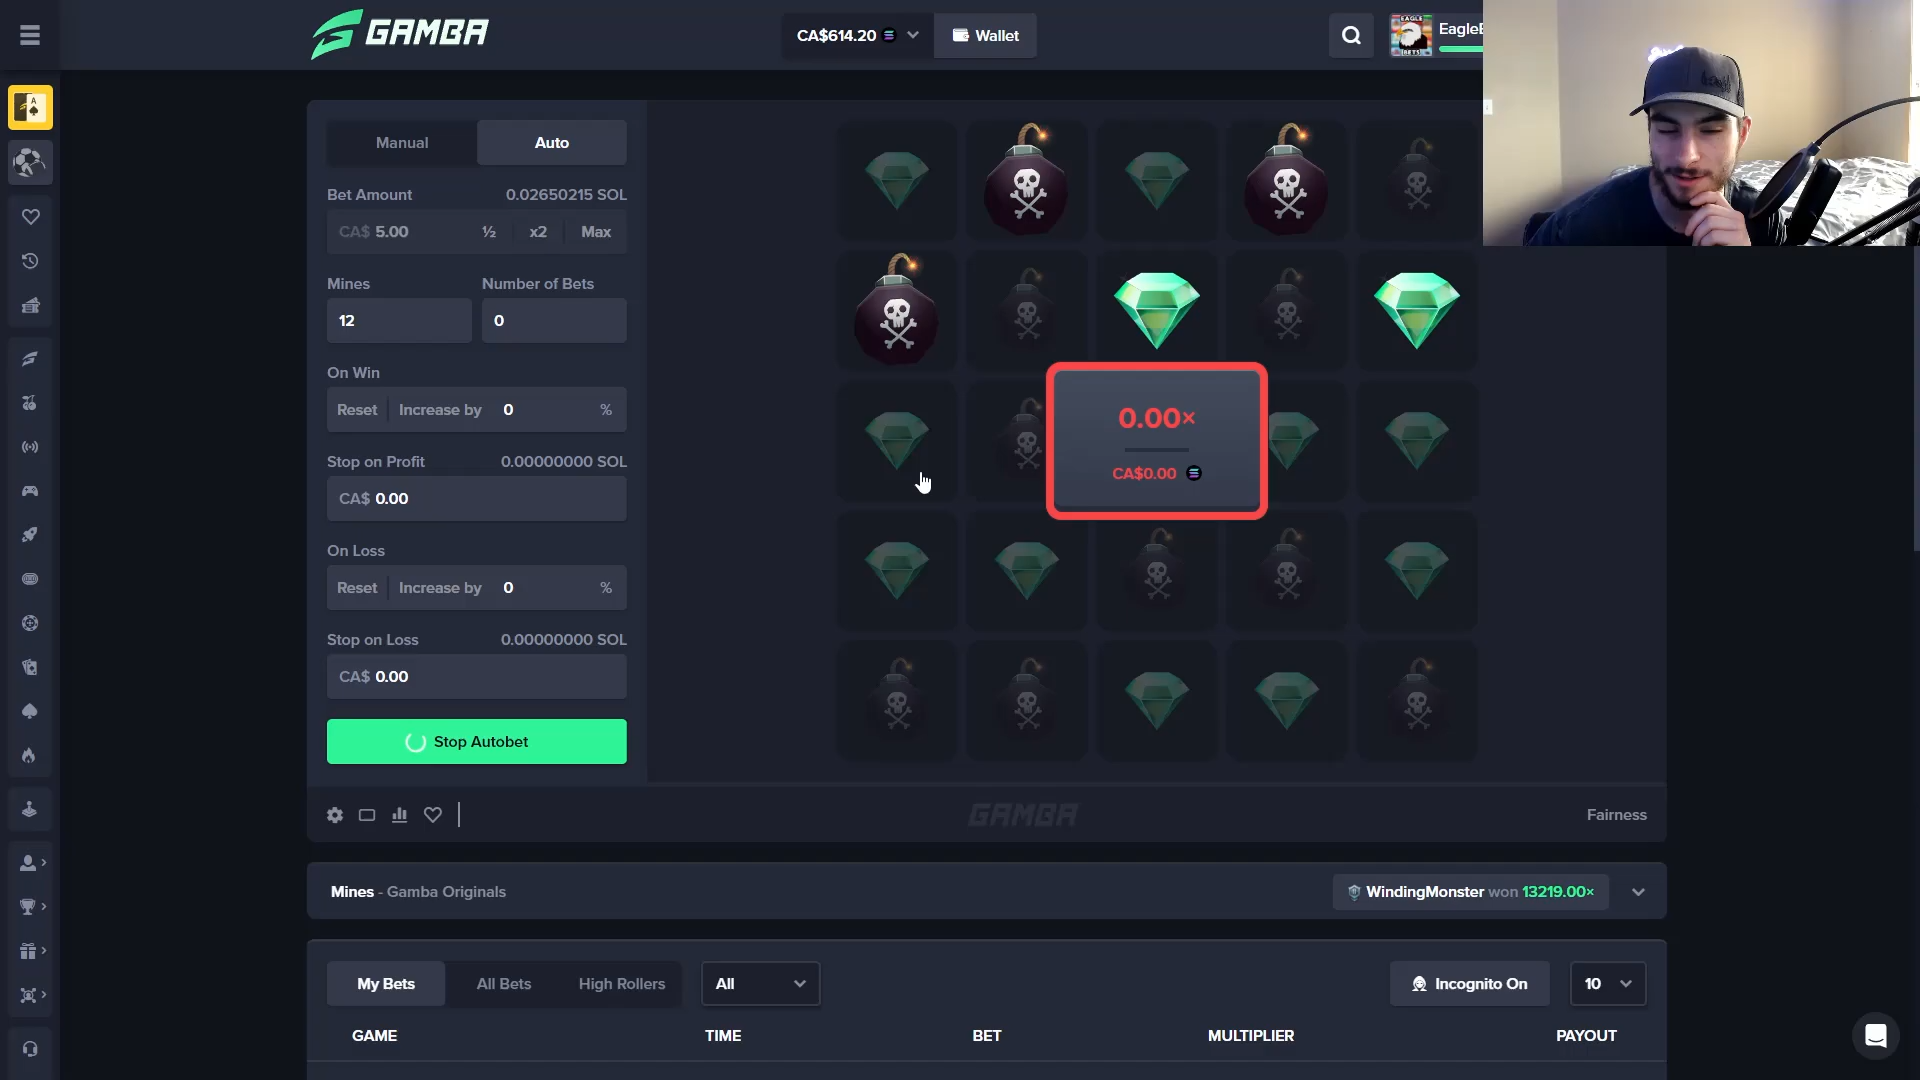 GAMBA
CA$614.20
Wallet
EAGLE
BETS
Manual
Auto
Bet Amount
0.02650215 SOL
CA$ 5.00
½
x2
Max
Mines
Number of Bets
12
0
On Win
Reset
Increase by
0
%
Stop on Profit
0.00000000 SOL
CA$ 0.00
On Loss
Reset
Increase by
0
%
Stop on Loss
0.00000000 SOL
CA$ 0.00
Stop Autobet
0.00×
CA$0.00
GAMBA
Fairness
Mines - Gamba Originals
WindingMonster won 13219.00×
My Bets
All Bets
High Rollers
All
Incognito On
10
GAME
TIME
BET
MULTIPLIER
PAYOUT